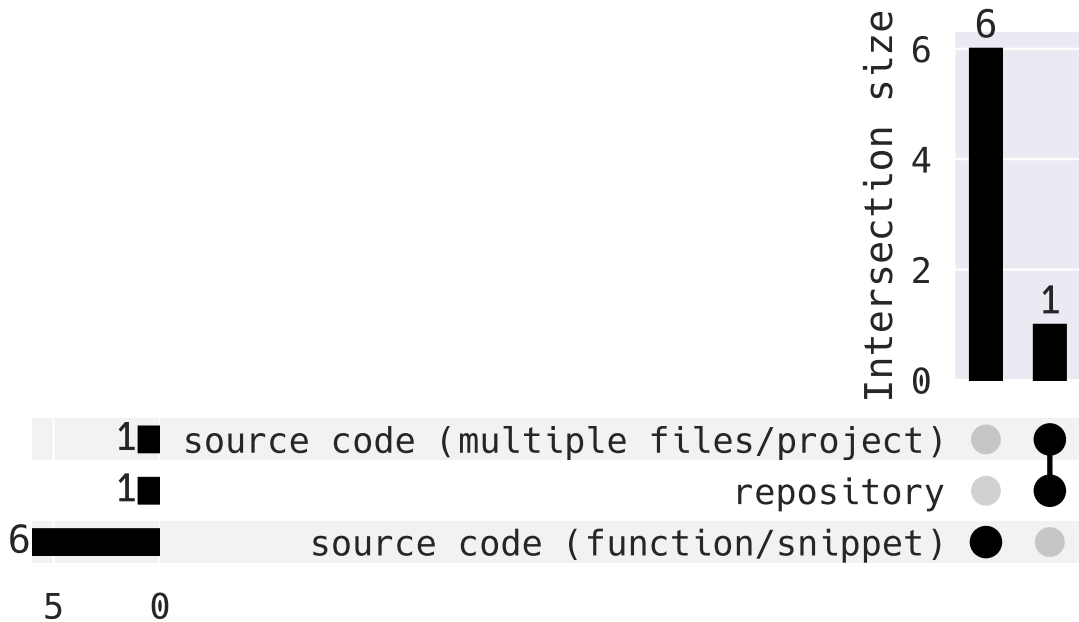 Intersection size
6
6
4
2
1
0
1 source code (multiple files/project)
1 repository
6 source code (function/snippet)
5 0